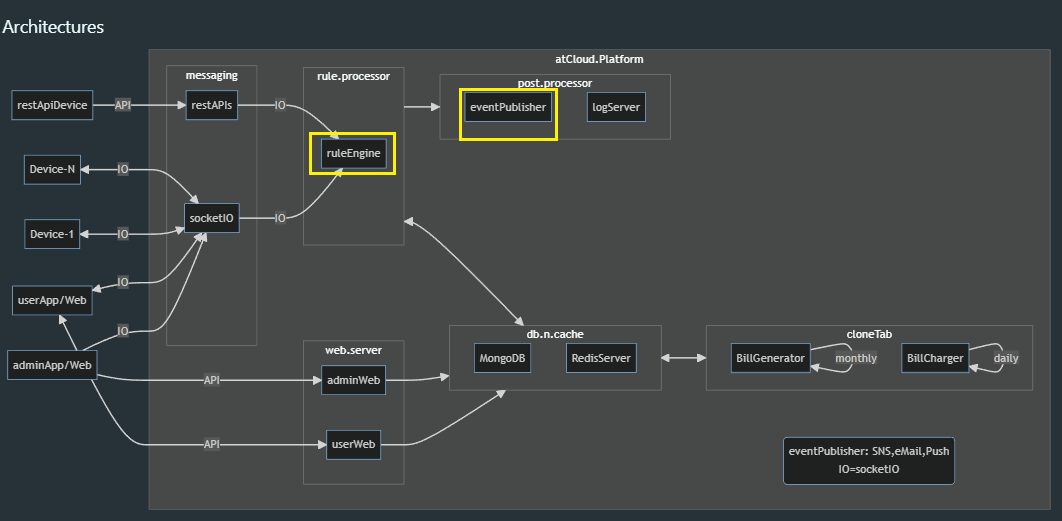 Architectures
atCloud.Platform
messaging
rule.processor
post.processor
restApiDevice
API
restAPIs
IO
eventPublisher
logServer
ruleEngine
Device-N
IO
socketIO
IO
Device-1
IO
userApp/Web
IO
IO
adminApp/Web
web.server
API
adminWeb
API
userWeb
db.n.cache
MongoDB
RedisServer
cloneTab
BillGenerator
monthly
BillCharger
daily
eventPublisher: SNS,eMail,Push
IO=socketIO